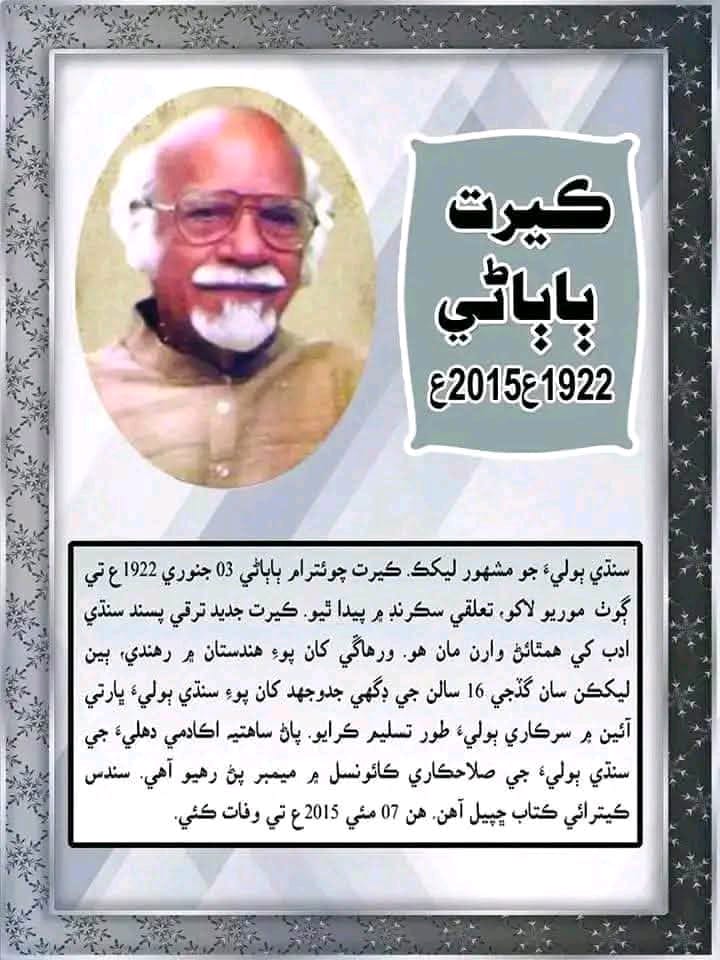 ڪيرت
ٻاٻاڻي
1922ع2015ع
سنڌي ٻوليءَ جو مشهور ليکڪ. ڪيرت چوئٿرام ٻاٻاڻي 03 جنوري 1922ع تي
ڳوٺ موريو لاکو، تعلقي سڪرنڊ ۾ پيدا ٿيو. ڪيرت جديد ترقي پسند سنڌي
ادب کي همٿائڻ وارن مان هو. ورهاڱي کان پوءِ هندستان ۾ رهندي، ٻين
ليکڪن سان گڏجي 16 سالن جي ڊگهي جدوجهد کان پوءِ سنڌي ٻوليءَ ڀارتي
آئين ۾ سرڪاري ٻوليءَ طور تسليم ڪرايو. پاڻ ساهتيه اڪادمي دهليءَ جي
سنڌي ٻوليءَ جي صلاحڪاري ڪائونسل ۾ ميمبر پڻ رهيو آهي. سندس
ڪيترائي ڪتاب ڇپيل آهن. هن 07 مئي 2015ع تي وفات ڪئي.